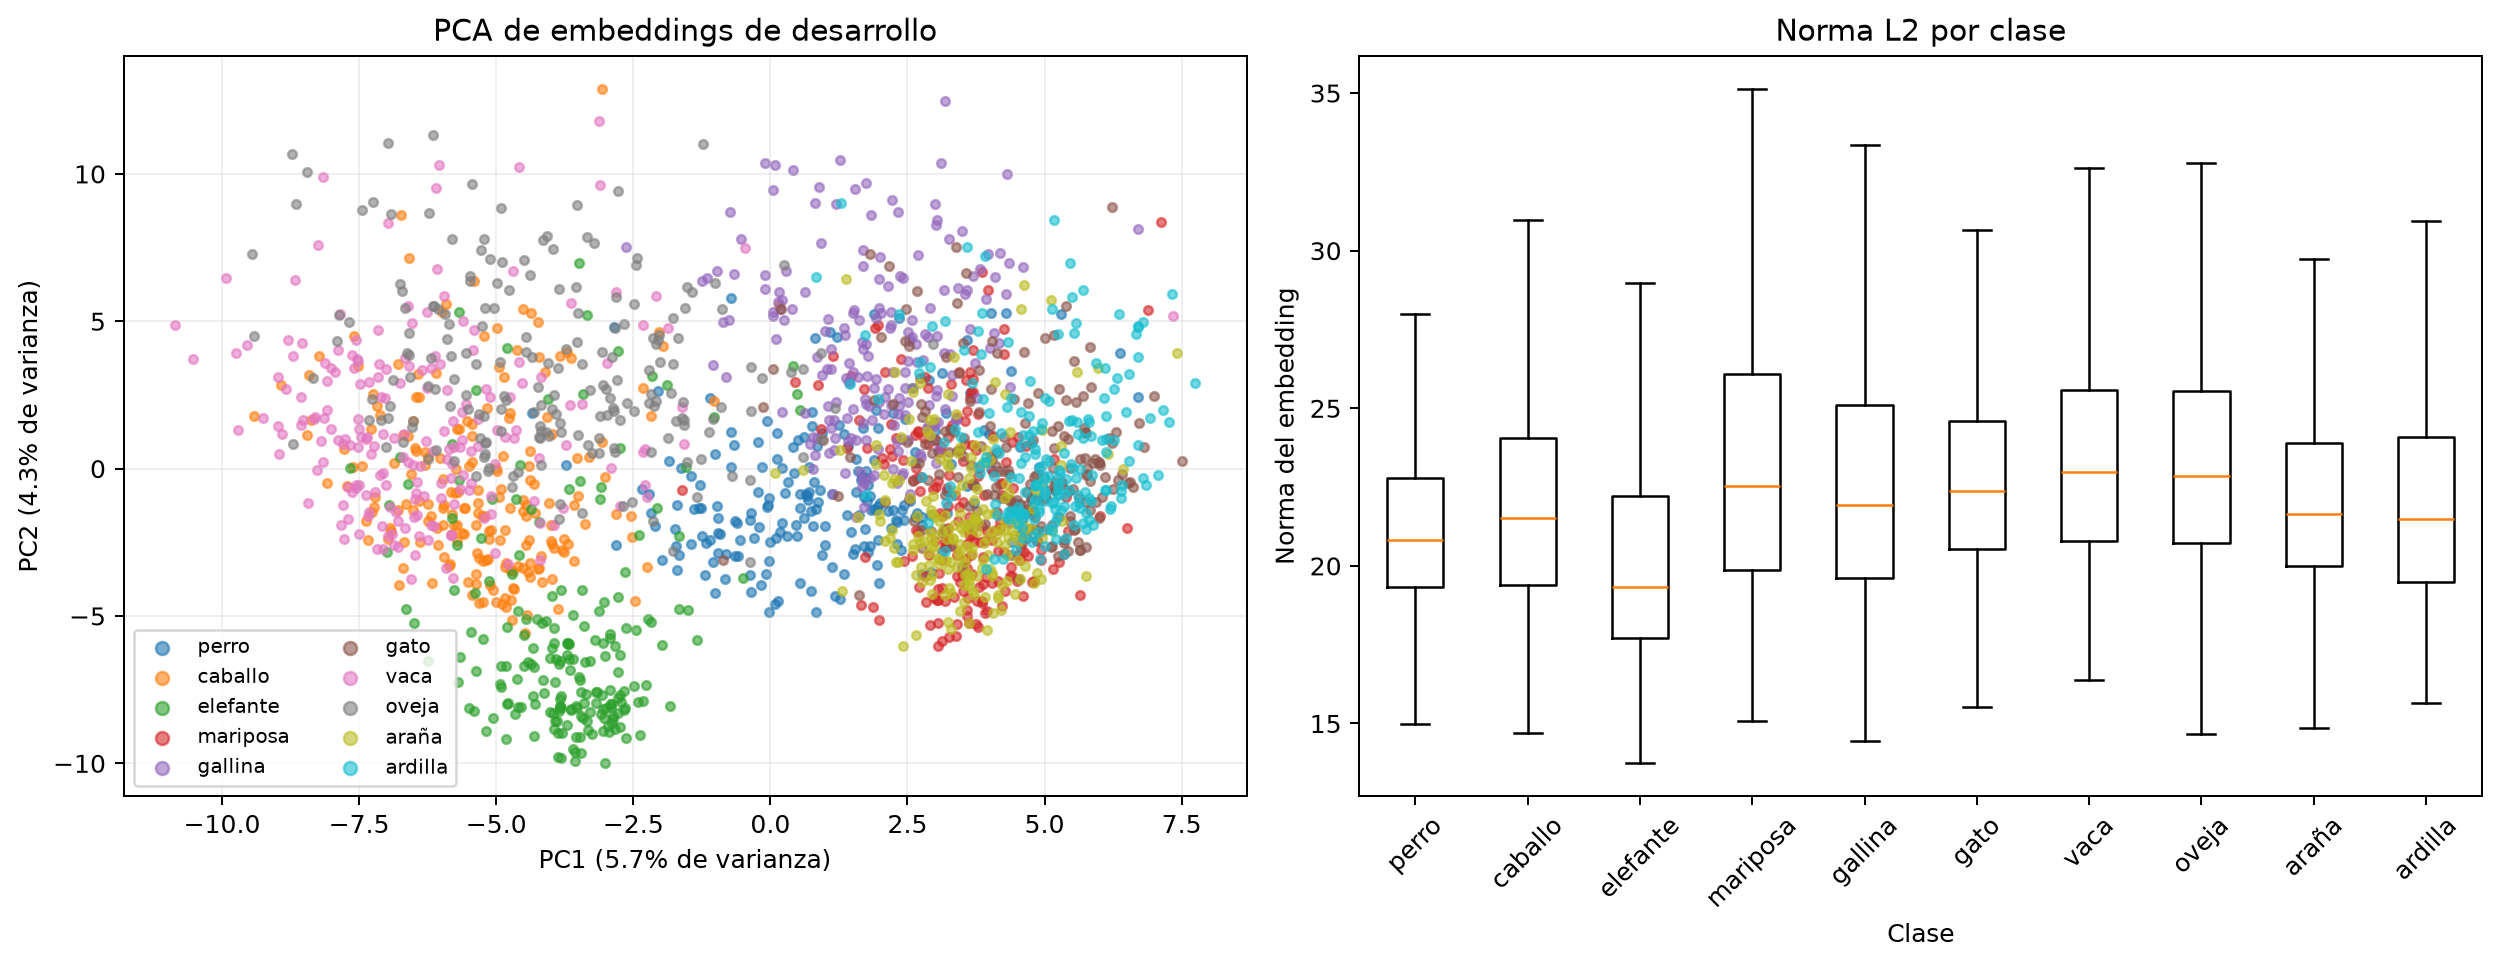 PCA de embeddings de desarrollo
PC2 (4.3% de varianza)
10
5
0
−5
−10
perro
caballo
elefante
mariposa
gallina
gato
vaca
oveja
araña
ardilla
−10.0 −7.5 −5.0 −2.5 0.0 2.5 5.0 7.5
PC1 (5.7% de varianza)
Norma L2 por clase
Norma del embedding
35
30
25
20
15
perro caballo elefante mariposa gallina gato vaca oveja araña ardilla
Clase